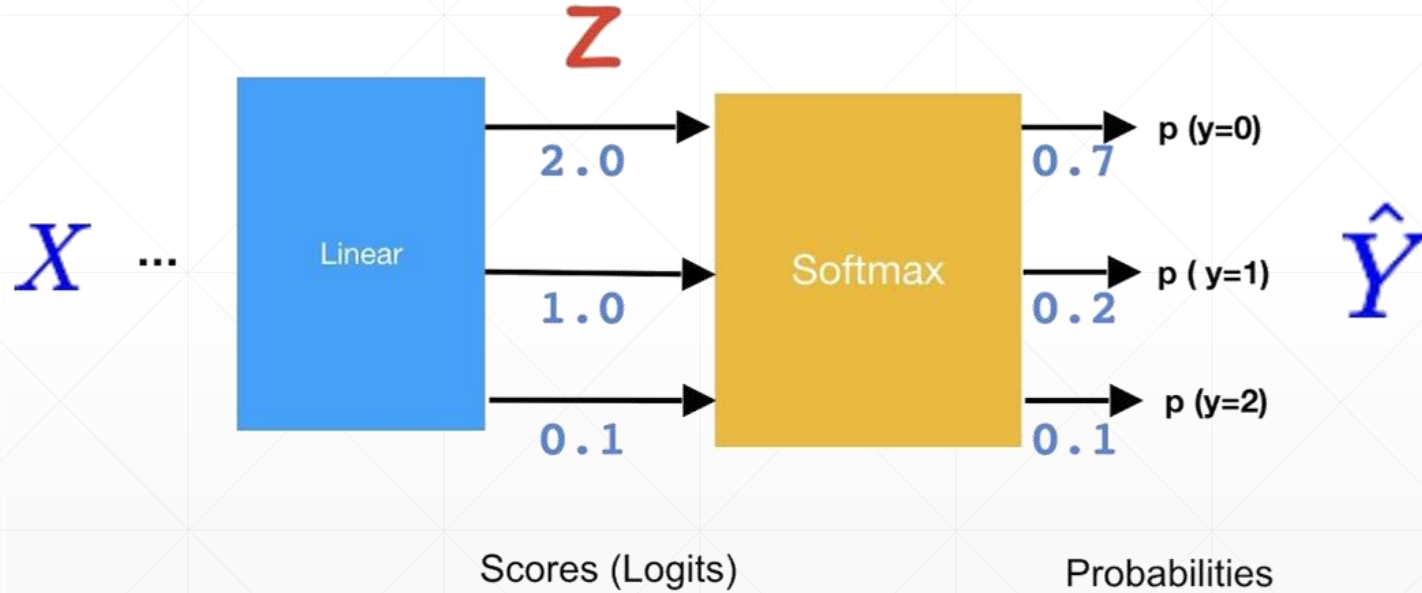 Z
2.0
0.7
p (y=0)
X ...
Linear
1.0
Softmax
0.2
p ( y=1)
Ŷ
0.1
0.1
p (y=2)
Scores (Logits)
Probabilities